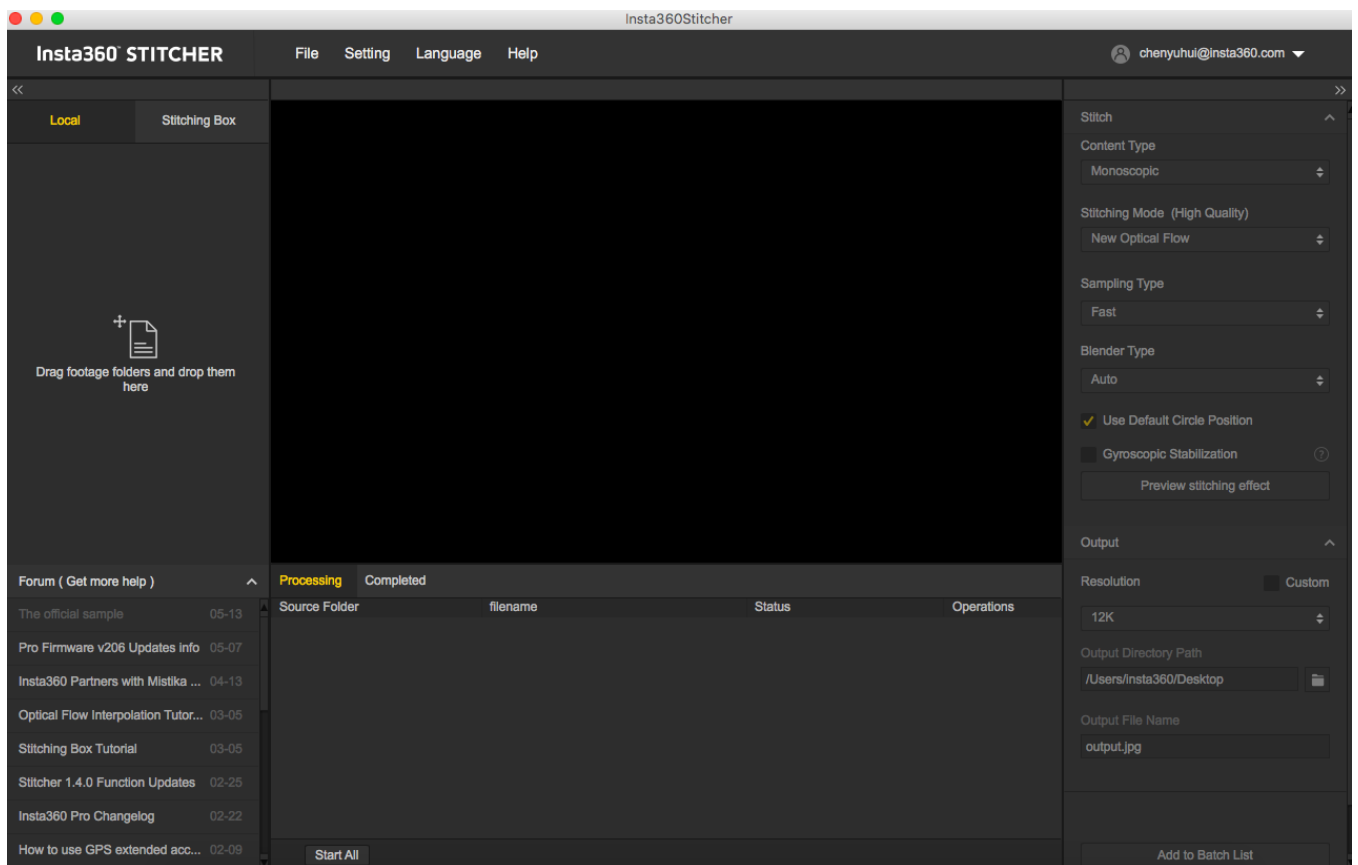 Insta360Stitcher
Insta360™ STITCHER
File Setting Language Help
chenyuhui@insta360.com
Local Stitching Box
Drag footage folders and drop them
here
Forum ( Get more help )
The official sample 05-13
Pro Firmware v206 Updates info 05-07
Insta360 Partners with Mistika ... 04-13
Optical Flow Interpolation Tutor... 03-05
Stitching Box Tutorial 03-05
Stitcher 1.4.0 Function Updates 02-25
Insta360 Pro Changelog 02-22
How to use GPS extended acc... 02-09
Processing Completed
Source Folder filename Status Operations
Start All
Stitch
Content Type
Monoscopic
Stitching Mode (High Quality)
New Optical Flow
Sampling Type
Fast
Blender Type
Auto
Use Default Circle Position
Gyroscopic Stabilization ?
Preview stitching effect
Output
Resolution Custom
12K
Output Directory Path
/Users/insta360/Desktop
Output File Name
output.jpg
Add to Batch List